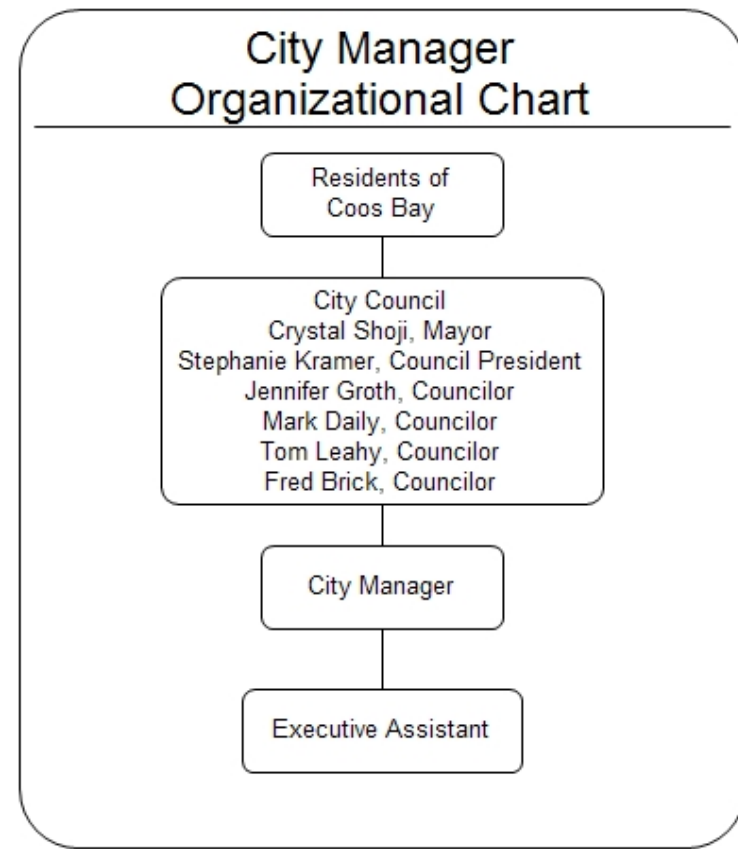 City Manager
Organizational Chart
Residents of
Coos Bay
City Council
Crystal Shoji, Mayor
Stephanie Kramer, Council President
Jennifer Groth, Councilor
Mark Daily, Councilor
Tom Leahy, Councilor
Fred Brick, Councilor
City Manager
Executive Assistant